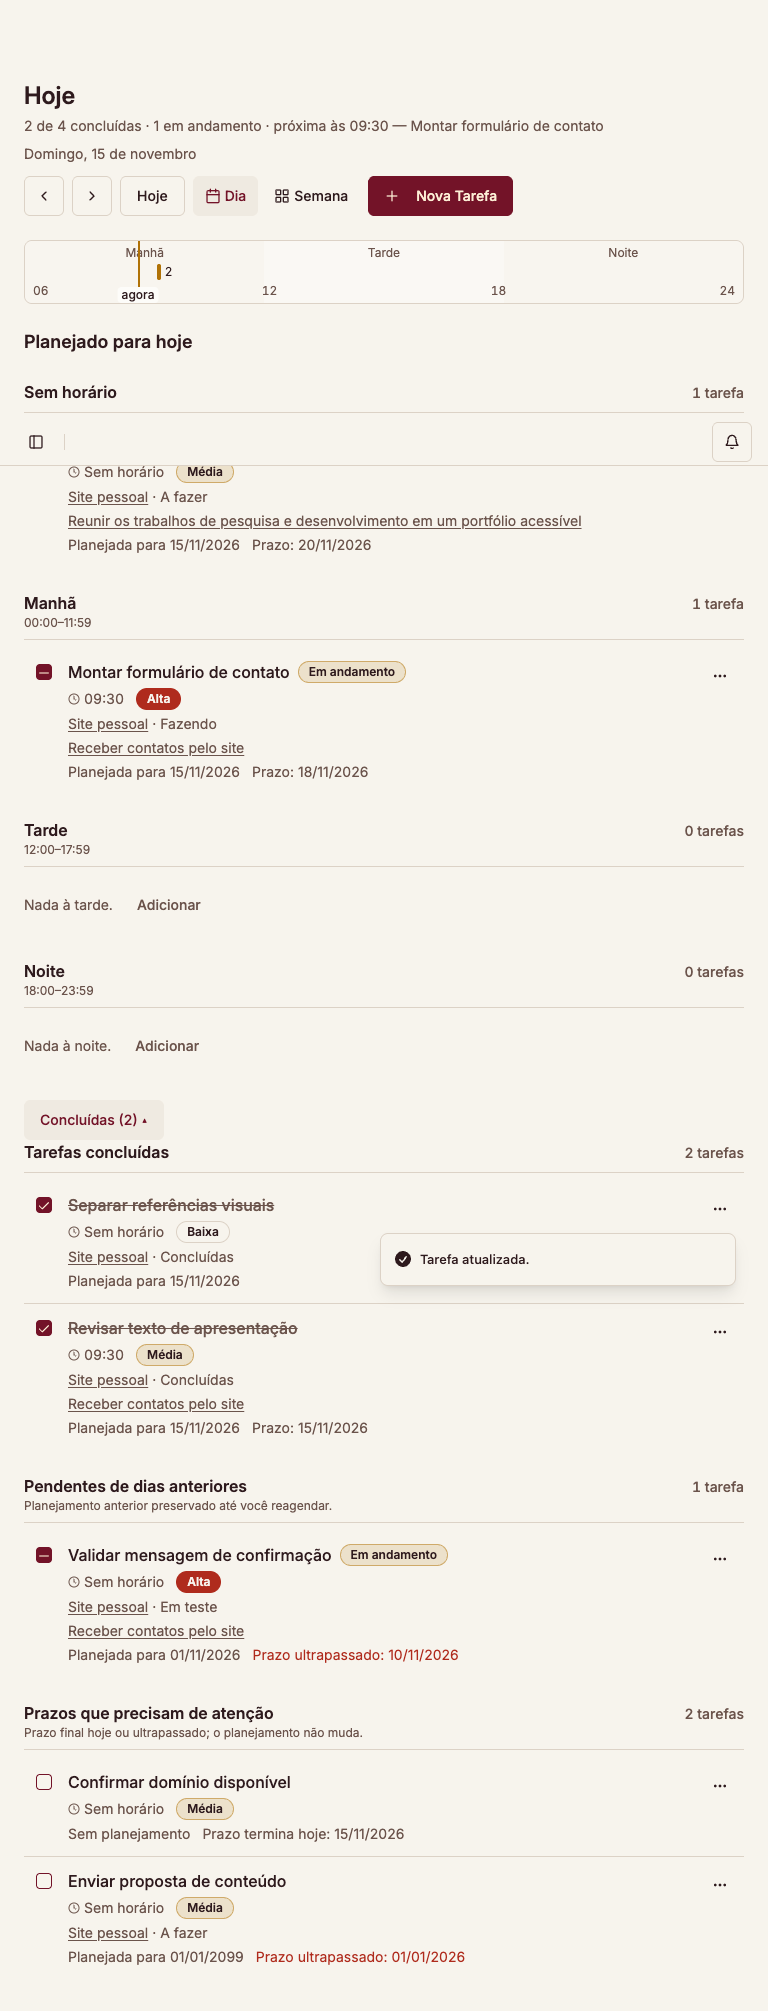 Hoje
2 de 4 concluídas · 1 em andamento · próxima às 09:30 — Montar formulário de contato
Domingo, 15 de novembro
Hoje
Dia
Semana
Nova Tarefa
Manhã
Tarde
Noite
2
06
agora
12
18
24
Planejado para hoje
Sem horário
1 tarefa
Sem horário
Média
Site pessoal · A fazer
Reunir os trabalhos de pesquisa e desenvolvimento em um portfólio acessível
Planejada para 15/11/2026 Prazo: 20/11/2026
Manhã
1 tarefa
00:00–11:59
Montar formulário de contato
Em andamento
09:30
Alta
Site pessoal · Fazendo
Receber contatos pelo site
Planejada para 15/11/2026 Prazo: 18/11/2026
Tarde
0 tarefas
12:00–17:59
Nada à tarde.
Adicionar
Noite
0 tarefas
18:00–23:59
Nada à noite.
Adicionar
Concluídas (2)
Tarefas concluídas
2 tarefas
Separar referências visuais
Sem horário
Baixa
Site pessoal · Concluídas
Planejada para 15/11/2026
Tarefa atualizada.
Revisar texto de apresentação
09:30
Média
Site pessoal · Concluídas
Receber contatos pelo site
Planejada para 15/11/2026 Prazo: 15/11/2026
Pendentes de dias anteriores
1 tarefa
Planejamento anterior preservado até você reagendar.
Validar mensagem de confirmação
Em andamento
Sem horário
Alta
Site pessoal · Em teste
Receber contatos pelo site
Planejada para 01/11/2026 Prazo ultrapassado: 10/11/2026
Prazos que precisam de atenção
2 tarefas
Prazo final hoje ou ultrapassado; o planejamento não muda.
Confirmar domínio disponível
Sem horário
Média
Sem planejamento Prazo termina hoje: 15/11/2026
Enviar proposta de conteúdo
Sem horário
Média
Site pessoal · A fazer
Planejada para 01/01/2099 Prazo ultrapassado: 01/01/2026